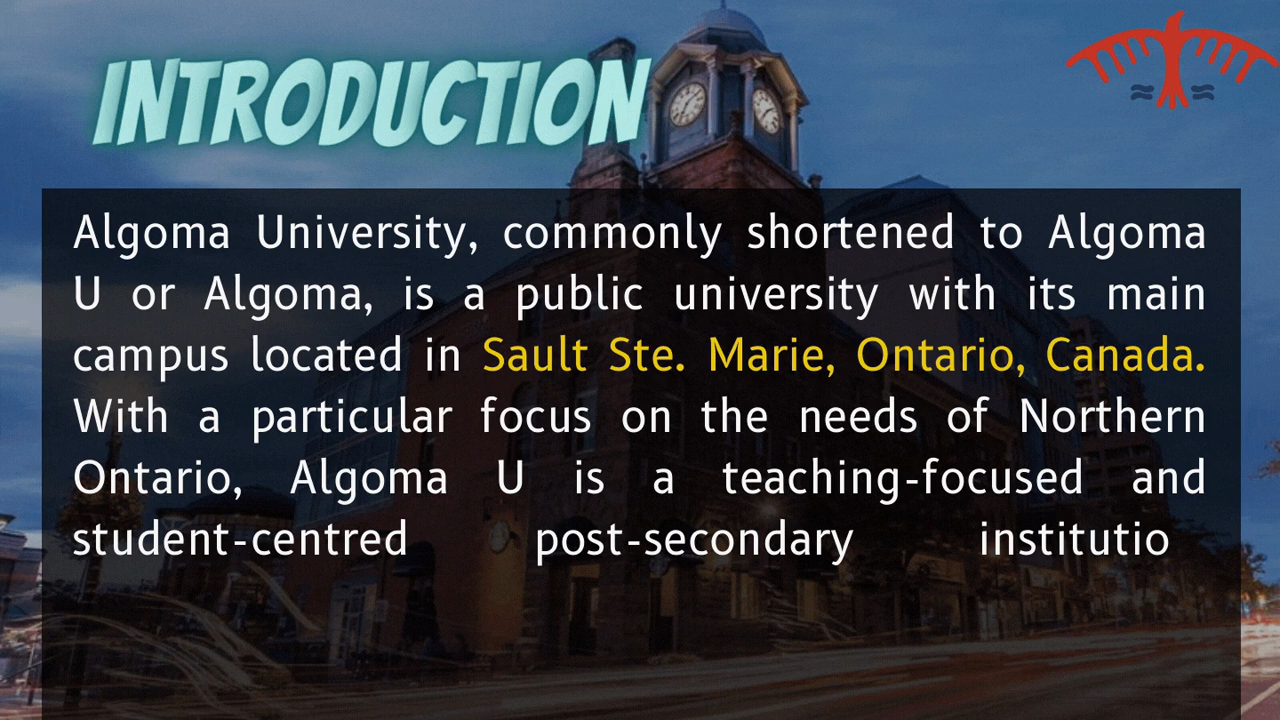 INTRODUCTION
Algoma University, commonly shortened to Algoma
U or Algoma, is a public university with its main
campus located in Sault Ste. Marie, Ontario, Canada.
With a particular focus on the needs of Northern
Ontario, Algoma U is a teaching-focused and
student-centred post-secondary institutio